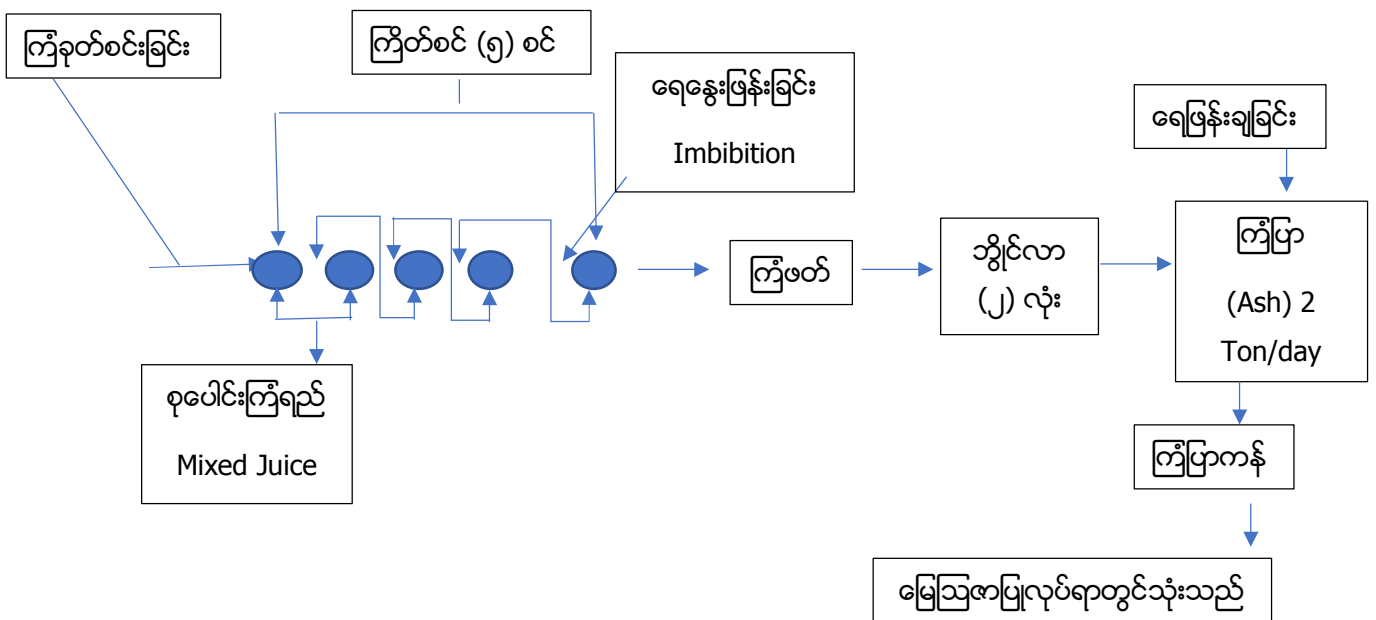 ကြံခုတ်စင်းခြင်း
ကြိတ်စင် (၅) စင်
ရေနွေးဖြန်းခြင်း
Imbibition
ရေဖြန်းချခြင်း
ကြံဖတ်
ဘွိုင်လာ
(၂) လုံး
ကြံပြာ
(Ash) 2
Ton/day
စုပေါင်းကြံရည်
Mixed Juice
ကြံပြာကန်
မြေဩဇာပြုလုပ်ရာတွင်သုံးသည်